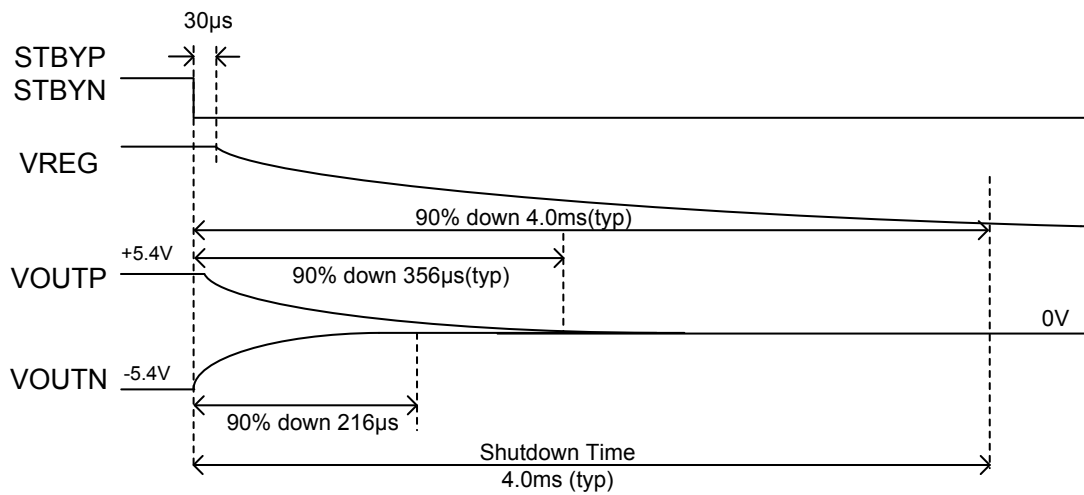 30µs
STBYP
STBYN
VREG
90% down 4.0ms(typ)
+5.4V
VOUTP
90% down 356µs(typ)
0V
VOUTN
-5.4V
90% down 216µs
Shutdown Time
4.0ms (typ)